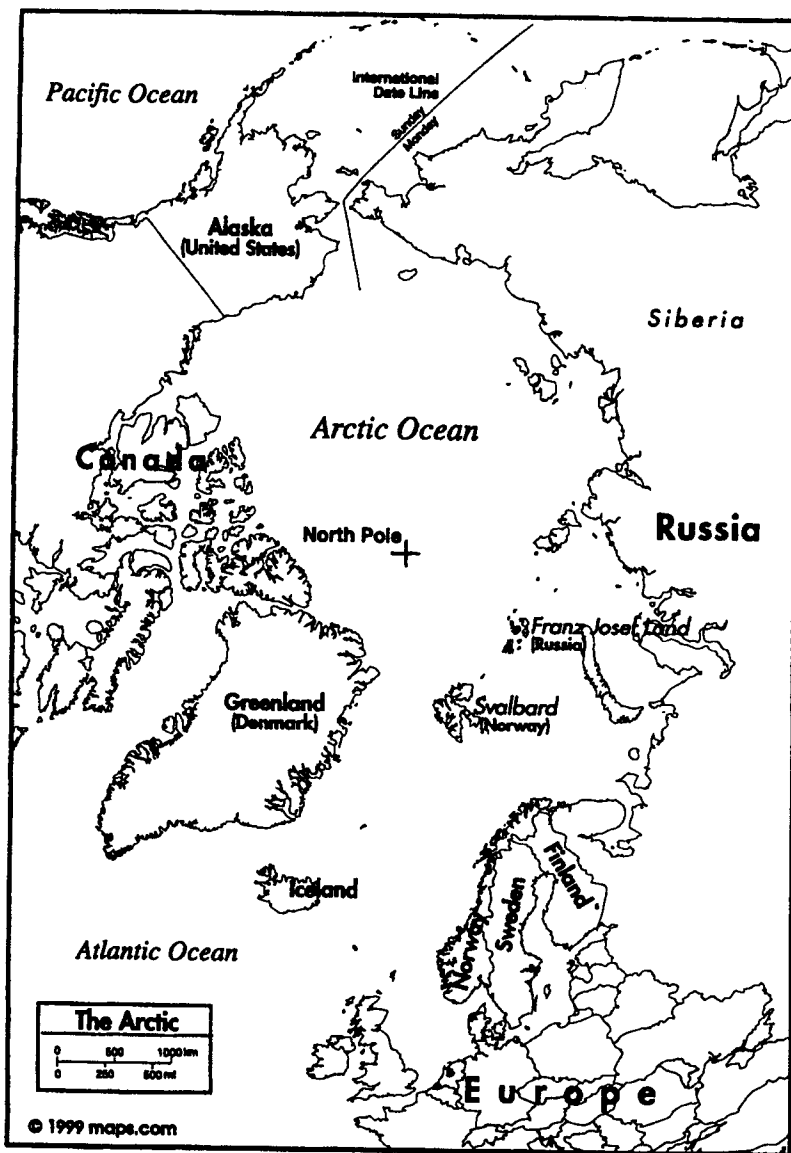 Pacific Ocean
International
Date Line
Sunday
Monday
Alaska
(United States)
Siberia
Arctic Ocean
Canada
North Pole
Russia
Franz Josef Land
(Russia)
Greenland
(Denmark)
Svalbard
(Norway)
Iceland
Finland
Sweden
Norway
Atlantic Ocean
The Arctic
0 500 1000 km
0 250 500 mi
Europe
© 1999 maps.com